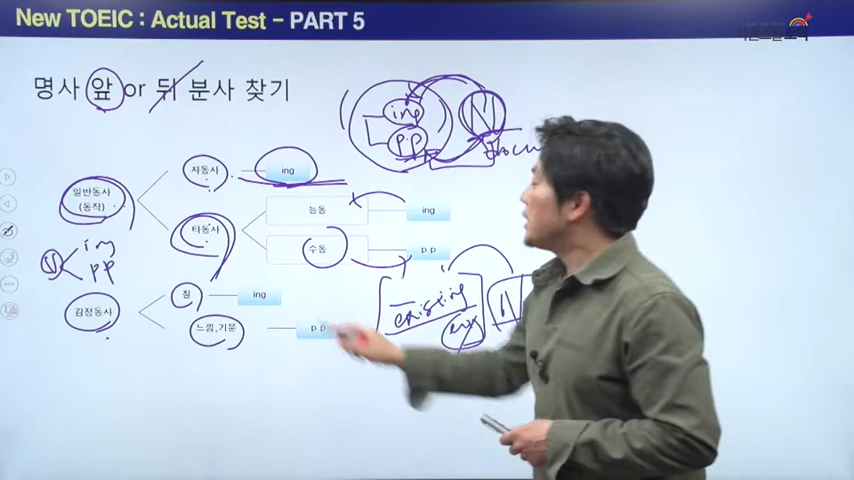 New TOEIC : Actual Test – PART 5
명사 앞 or 뒤 분사 찾기
ing
N
p.p
자동사
ing
일반동사
(동작)
능동
ing
타동사
수동
p.p
ing
pp
existing
N
감정동사
질
ing
느낌,기분
p.p